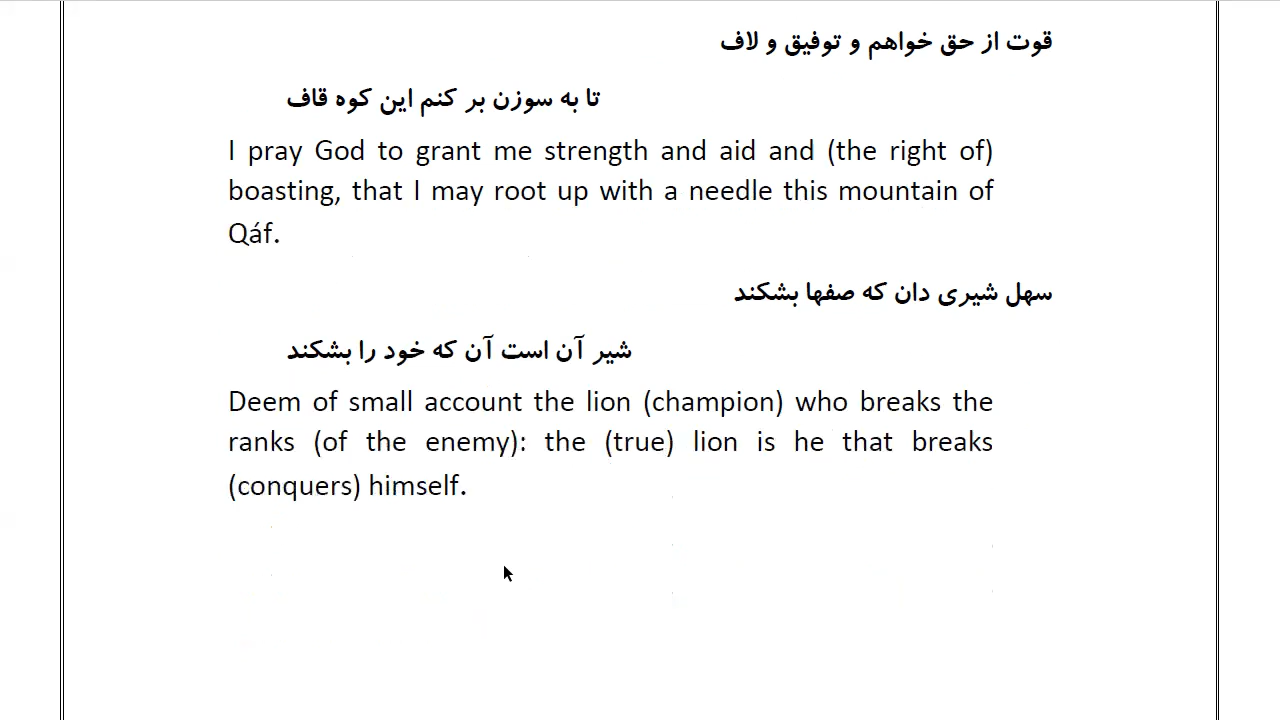 قوت از حق خواهم و توفیق و لاف
تا به سوزن بر کنم این کوه قاف
I pray God to grant me strength and aid and (the right of)
boasting, that I may root up with a needle this mountain of
Qáf.
سهل شیری دان که صفها بشکند
شیر آن است آن که خود را بشکند
Deem of small account the lion (champion) who breaks the
ranks (of the enemy): the (true) lion is he that breaks
(conquers) himself.